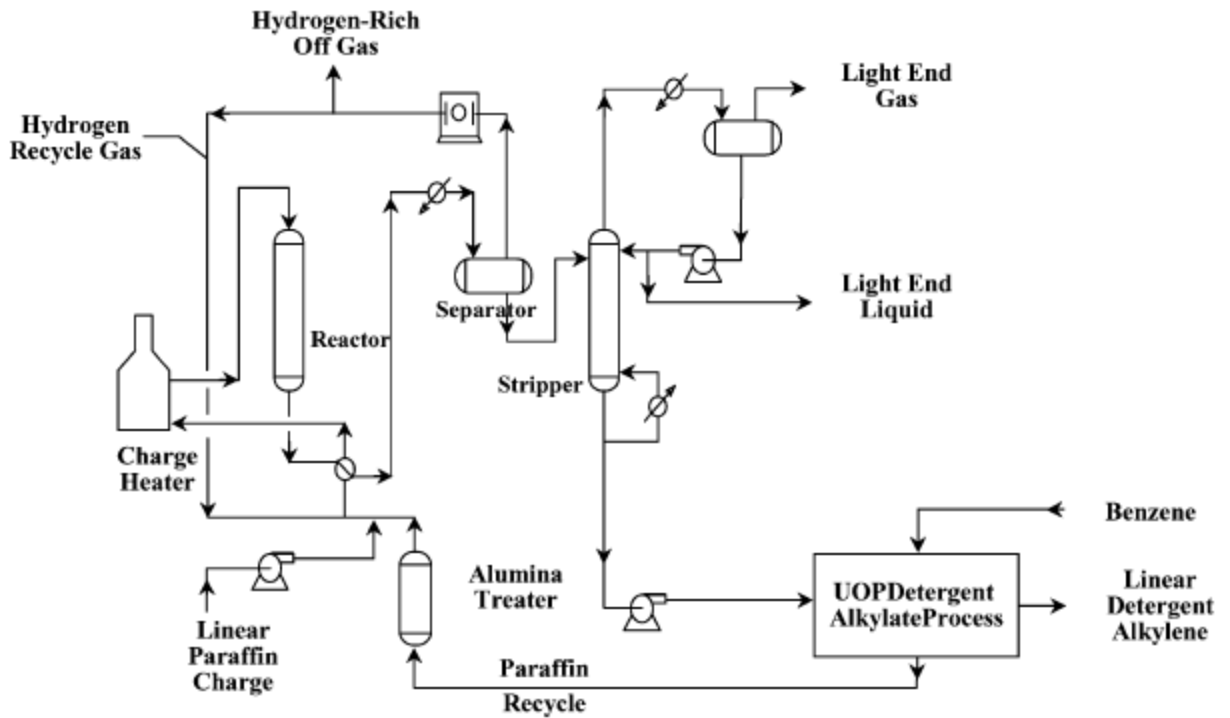 Hydrogen-Rich
Off Gas
Light End
Gas
Hydrogen
Recycle Gas
Light End
Liquid
Separator
Reactor
Stripper
Charge
Heater
Benzene
Alumina
Treater
UOPDetergent
AlkylateProcess
Linear
Detergent
Alkylene
Linear
Paraffin
Charge
Paraffin
Recycle